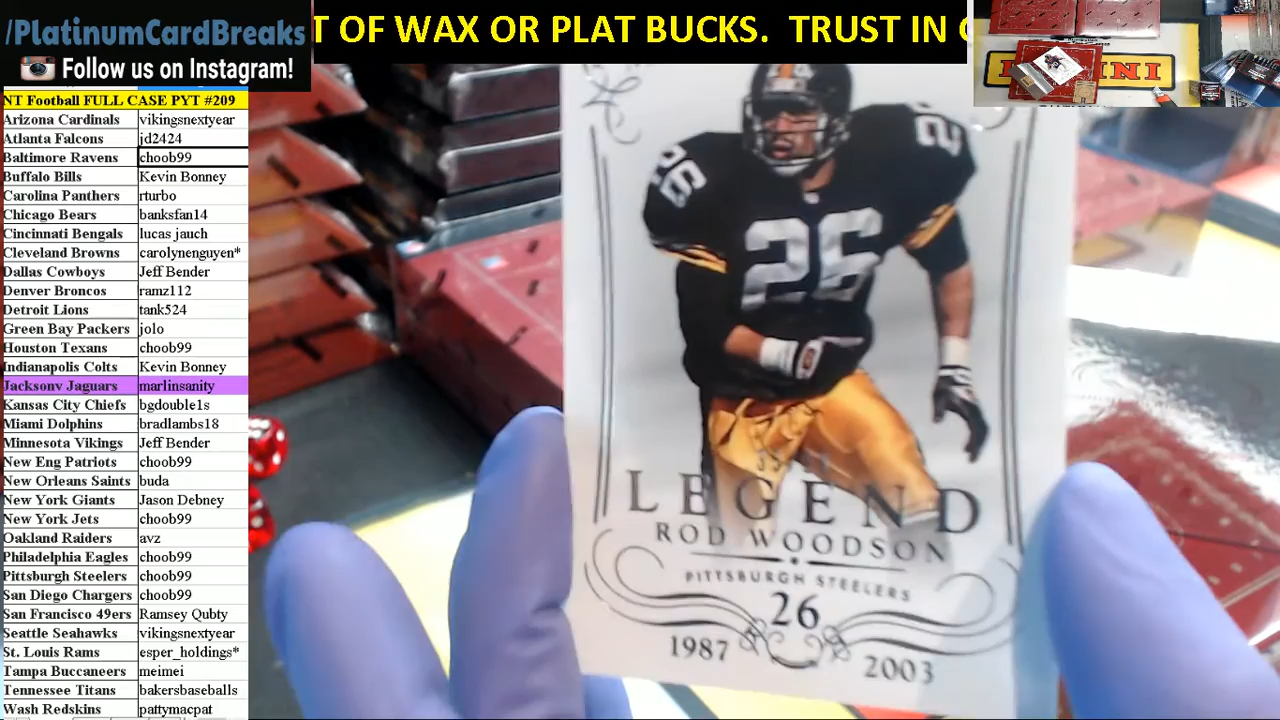 /PlatinumCardBreaks
Follow us on Instagram!
T OF WAX OR PLAT BUCKS. TRUST IN
NT Football FULL CASE PYT #209
Arizona Cardinals vikingsnextyear
Atlanta Falcons jd2424
Baltimore Ravens choob99
Buffalo Bills Kevin Bonney
Carolina Panthers rturbo
Chicago Bears banksfan14
Cincinnati Bengals lucas jauch
Cleveland Browns carolynenguyen*
Dallas Cowboys Jeff Bender
Denver Broncos ramz112
Detroit Lions tank524
Green Bay Packers jolo
Houston Texans choob99
Indianapolis Colts Kevin Bonney
Jacksonv Jaguars marlinsanity
Kansas City Chiefs bgdouble1s
Miami Dolphins bradlambs18
Minnesota Vikings Jeff Bender
New Eng Patriots choob99
New Orleans Saints buda
New York Giants Jason Debney
New York Jets choob99
Oakland Raiders avz
Philadelphia Eagles choob99
Pittsburgh Steelers choob99
San Diego Chargers choob99
San Francisco 49ers Ramsey Qubty
Seattle Seahawks vikingsnextyear
St. Louis Rams esper_holdings*
Tampa Buccaneers meimei
Tennessee Titans bakersbaseballs
Wash Redskins pattymacpat
26
26
2
LEGEND
ROD WOODSON
PITTSBURGH STEELERS
26
1987 2003
PANINI